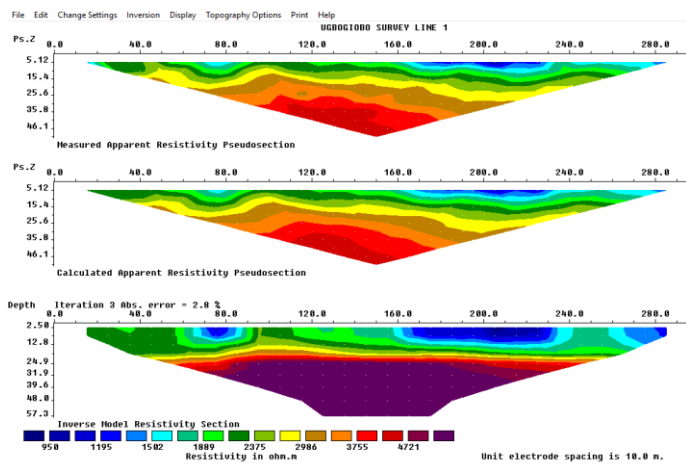 File Edit Change Settings Inversion Display Topography Options Print Help
UGBOGIOBO SURVEY LINE 1
Ps.Z
0.0 40.0 80.0 120.0 160.0 200.0 240.0 280.0 m.
5.12
15.4
25.6
35.8
46.1
Measured Apparent Resistivity Pseudosection
Ps.Z
0.0 40.0 80.0 120.0 160.0 200.0 240.0 280.0 m.
5.12
15.4
25.6
35.8
46.1
Calculated Apparent Resistivity Pseudosection
Depth Iteration 3 Abs. error = 2.8 %
0.0 40.0 80.0 120.0 160.0 200.0 240.0 280.0 m.
2.50
12.8
24.9
31.9
39.6
48.0
57.3
Inverse Model Resistivity Section
950 1195 1502 1889 2375 2986 3755 4721
Resistivity in ohm.m Unit electrode spacing is 10.0 m.